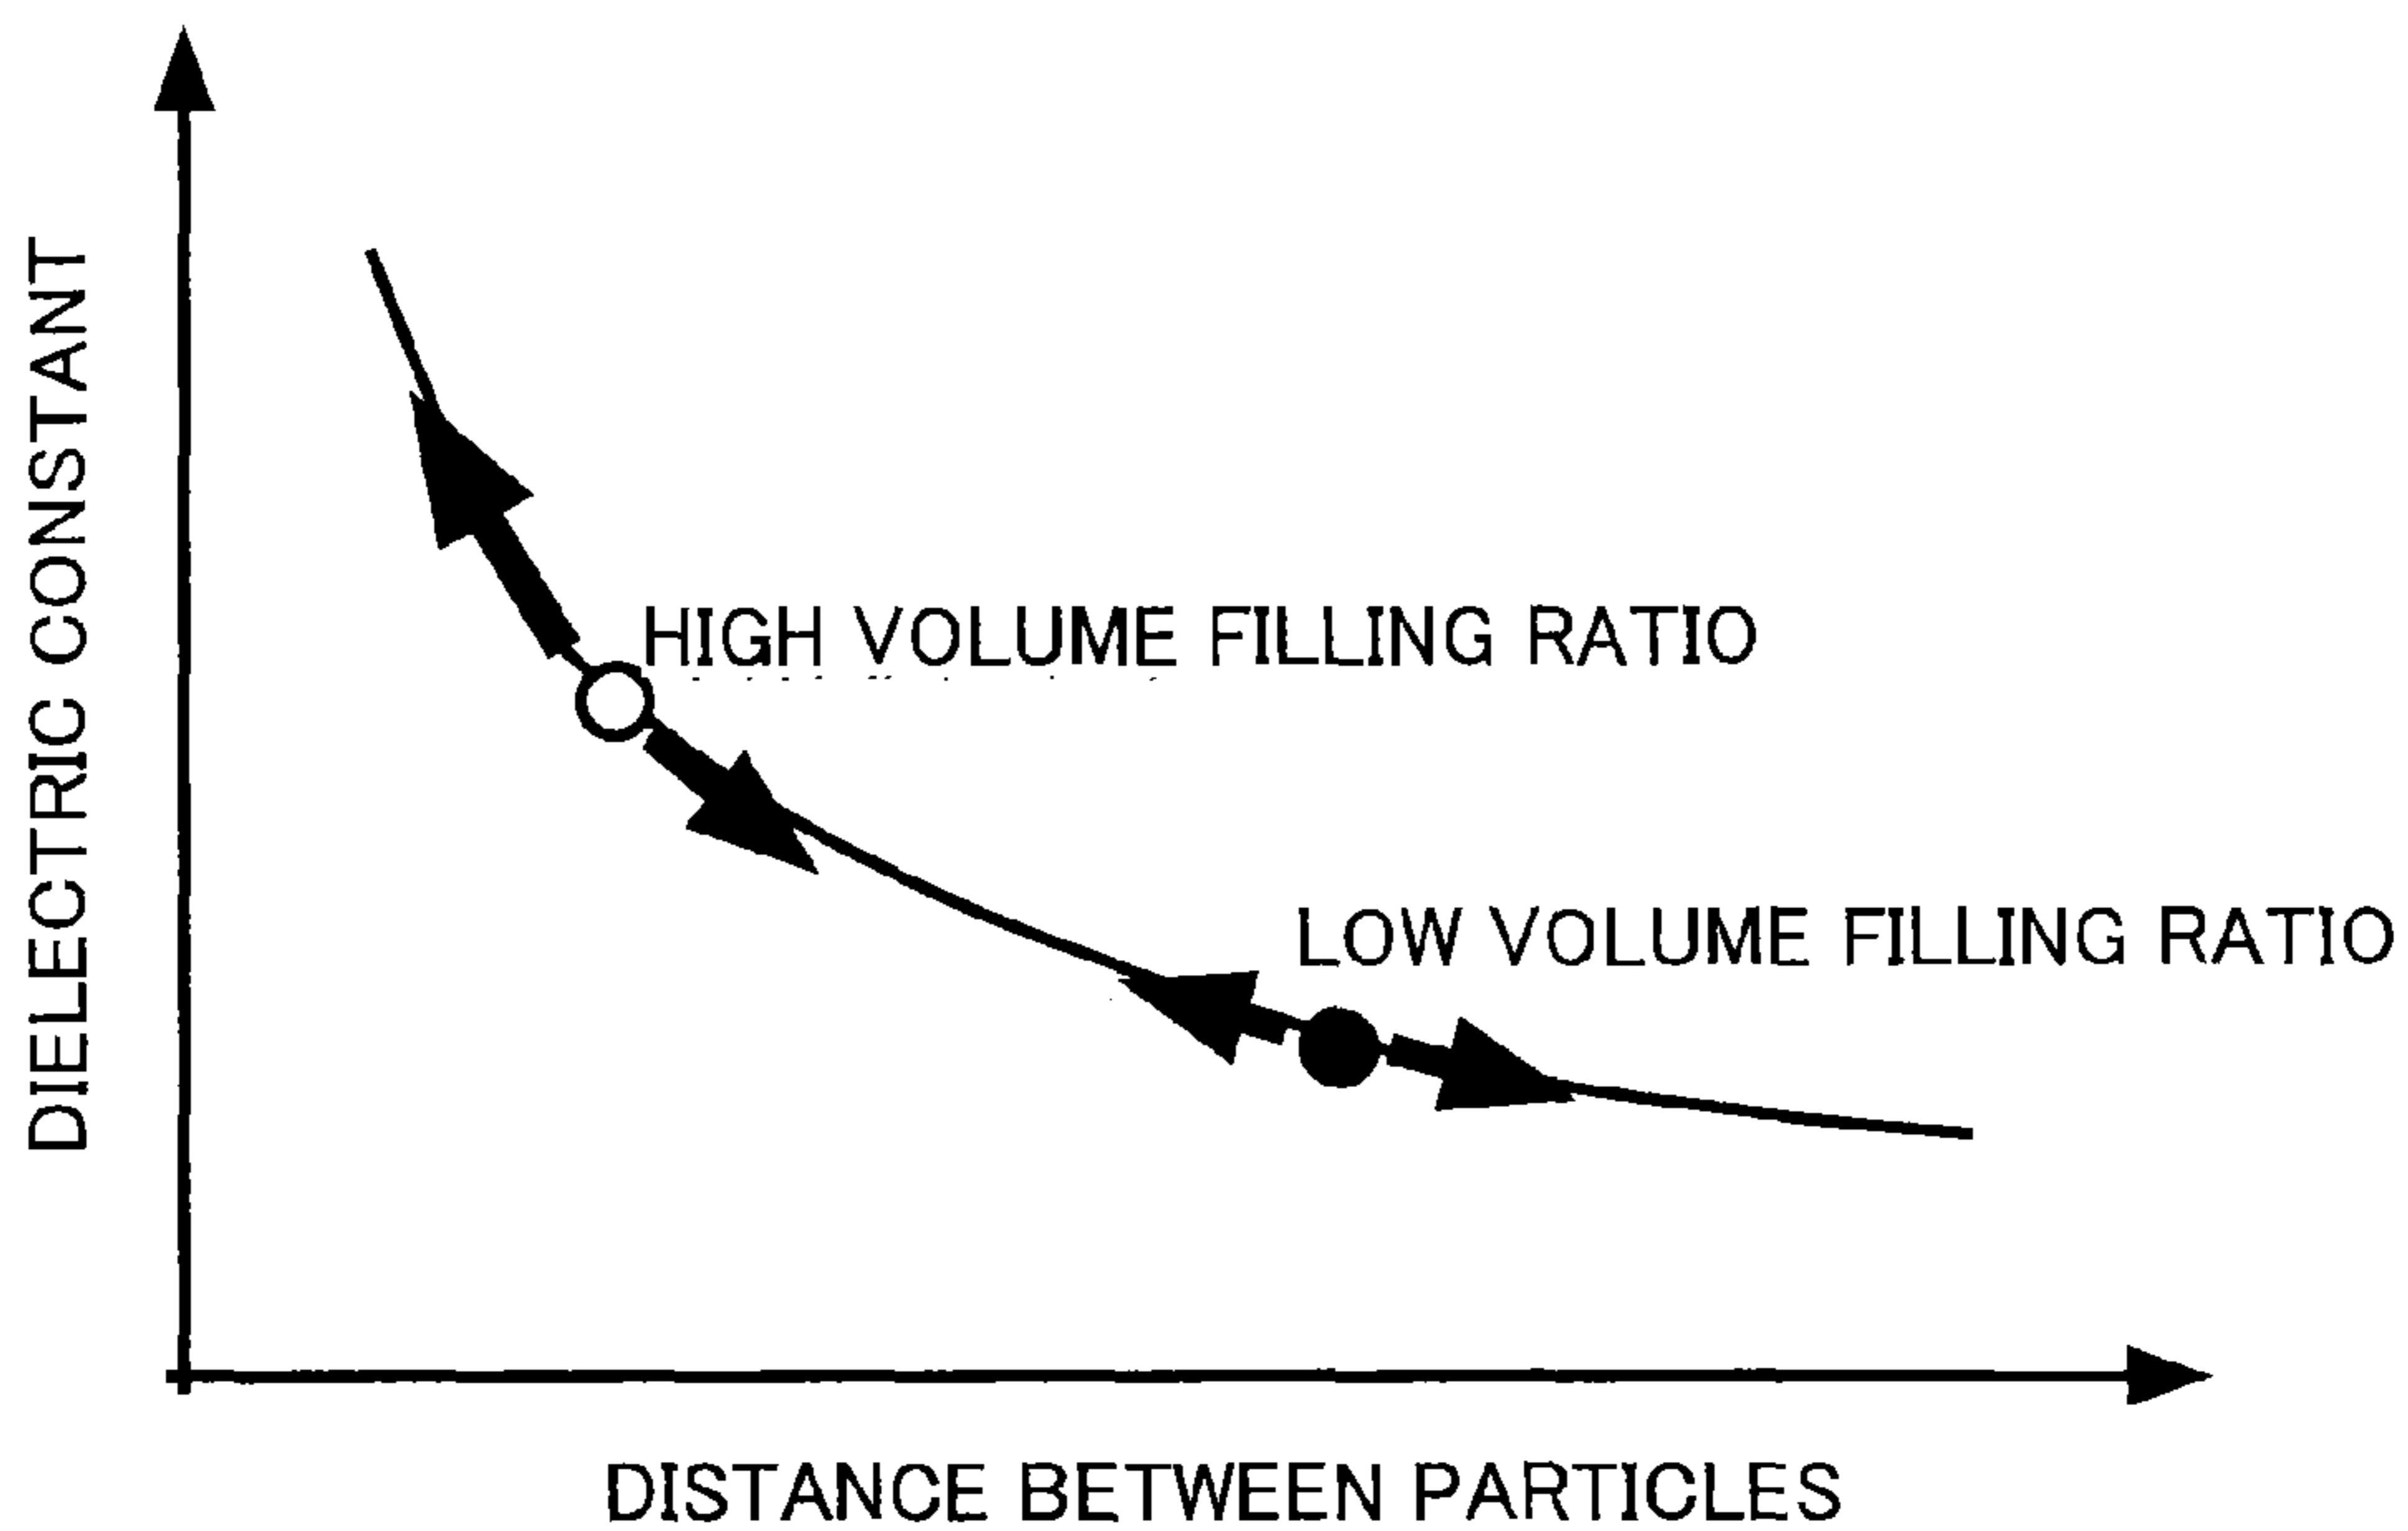 DIELECTRIC CONSTANT
HIGH VOLUME FILLING RATIO
LOW VOLUME FILLING RATIO
DISTANCE BETWEEN PARTICLES